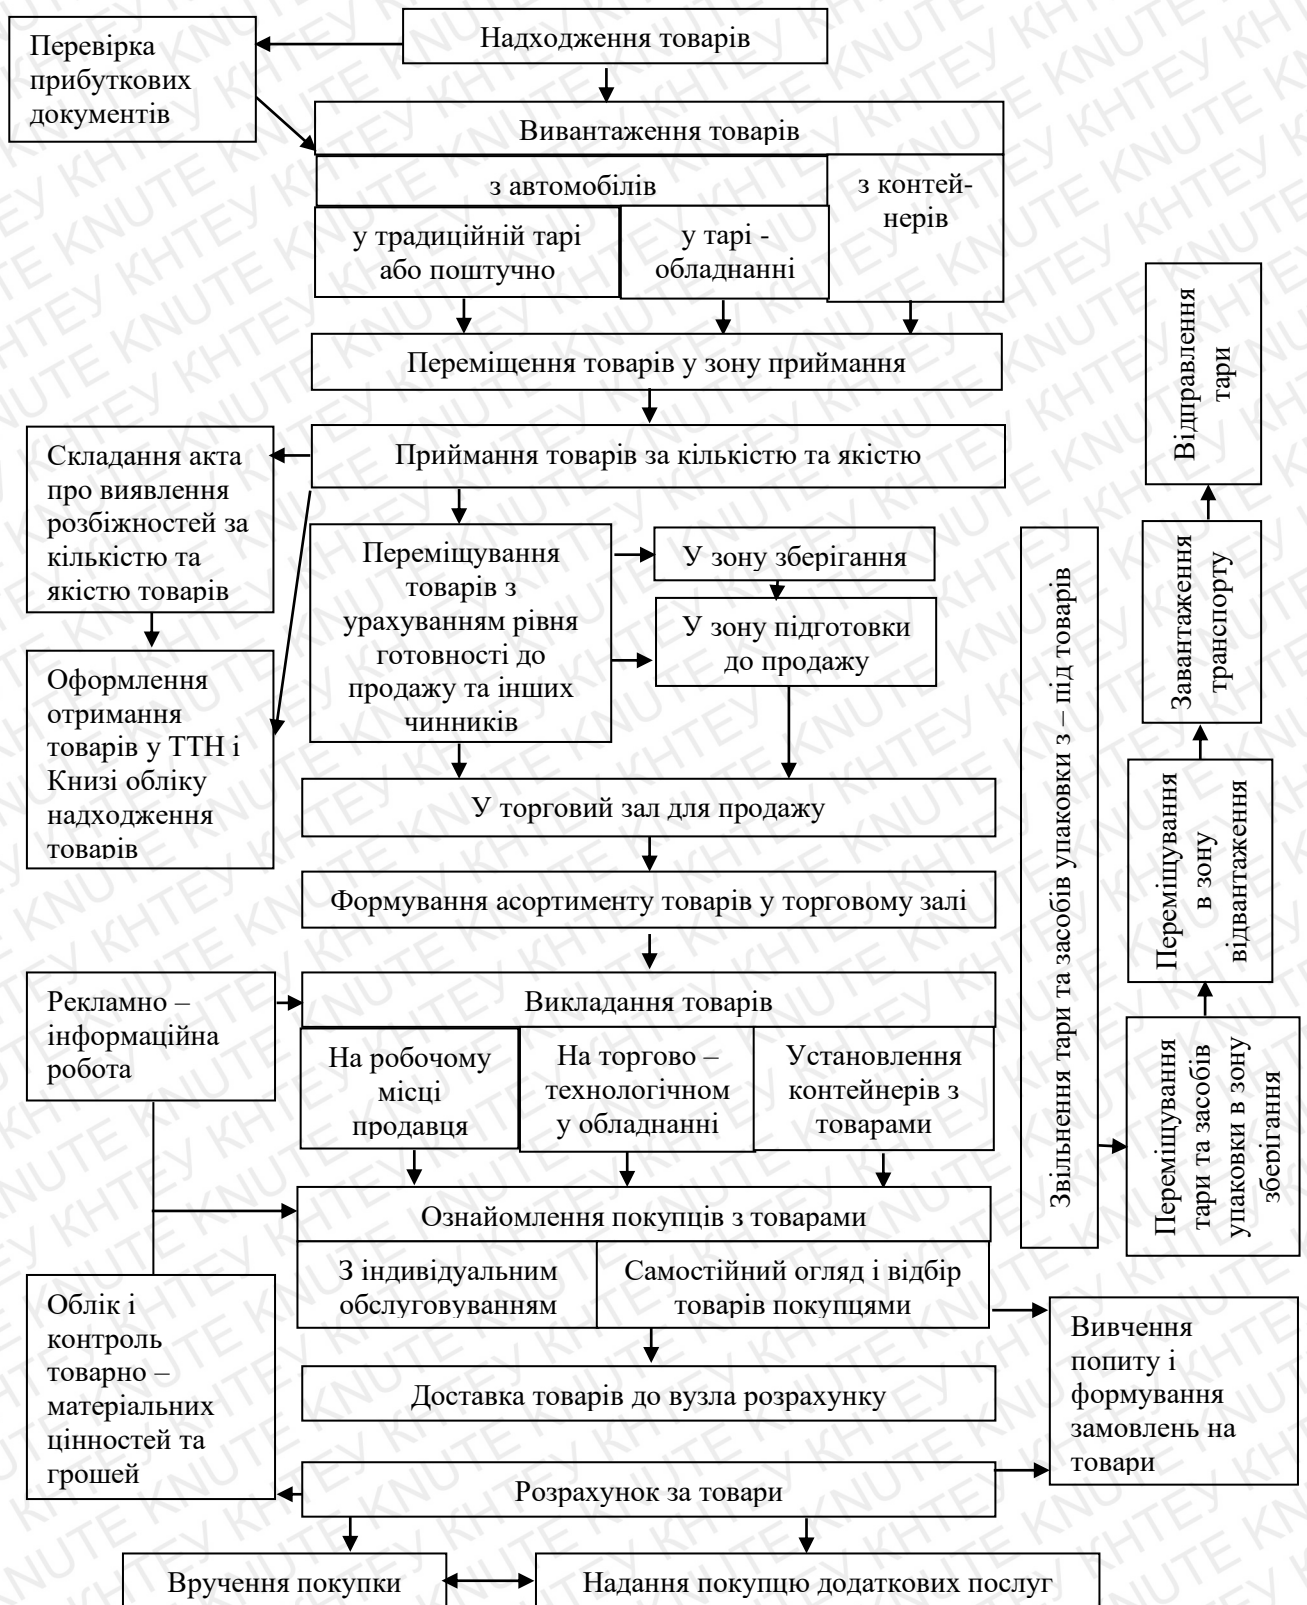 Надходження товарів
Перевірка
прибуткових
документів
Вивантаження товарів
з автомобілів
з контей-
нерів
у традиційній тарі
або поштучно
у тарі -
обладнанні
Переміщення товарів у зону приймання
Приймання товарів за кількістю та якістю
Складання акта
про виявлення
розбіжностей за
кількістю та
якістю товарів
Переміщування
товарів з
урахуванням рівня
готовності до
продажу та інших
чинників
У зону зберігання
У зону підготовки
до продажу
Оформлення
отримання
товарів у ТТН і
Книзі обліку
надходження
товарів
У торговий зал для продажу
Формування асортименту товарів у торговому залі
Рекламно –
інформаційна
робота
Викладання товарів
На робочому
місці
продавця
На торгово –
технологічном
у обладнанні
Установлення
контейнерів з
товарами
Ознайомлення покупців з товарами
З індивідуальним
обслуговуванням
Самостійний огляд і відбір
товарів покупцями
Облік і
контроль
товарно –
матеріальних
цінностей та
грошей
Доставка товарів до вузла розрахунку
Вивчення
попиту і
формування
замовлень на
товари
Розрахунок за товари
Вручення покупки
Надання покупцю додаткових послуг
Звільнення тари та засобів упаковки з – під товарів
Переміщування
тари та засобів
упаковки в зону
зберігання
Переміщування
в зону
відвантаження
Завантаження
транспорту
Відправлення
тари
KNUTE КНТЕУ